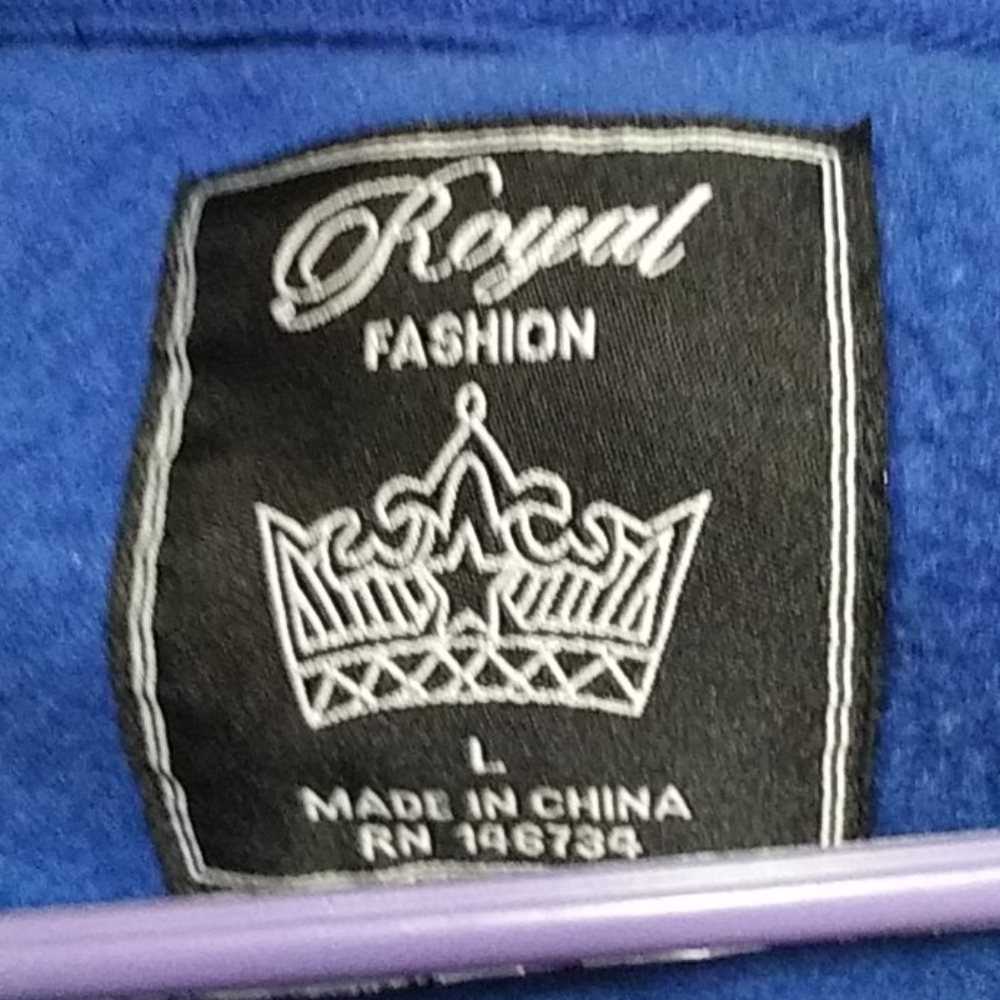 Royal
FASHION
L
MADE IN CHINA
RN 146734